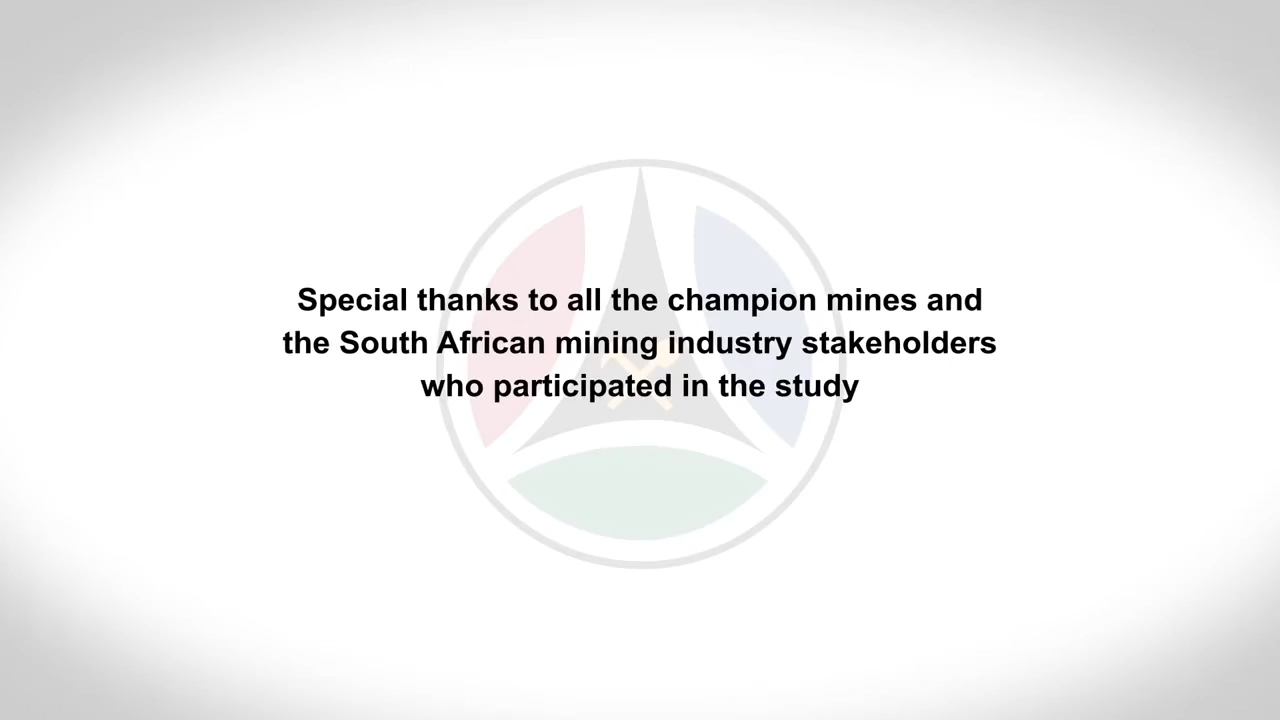 Special thanks to all the champion mines and
the South African mining industry stakeholders
who participated in the study